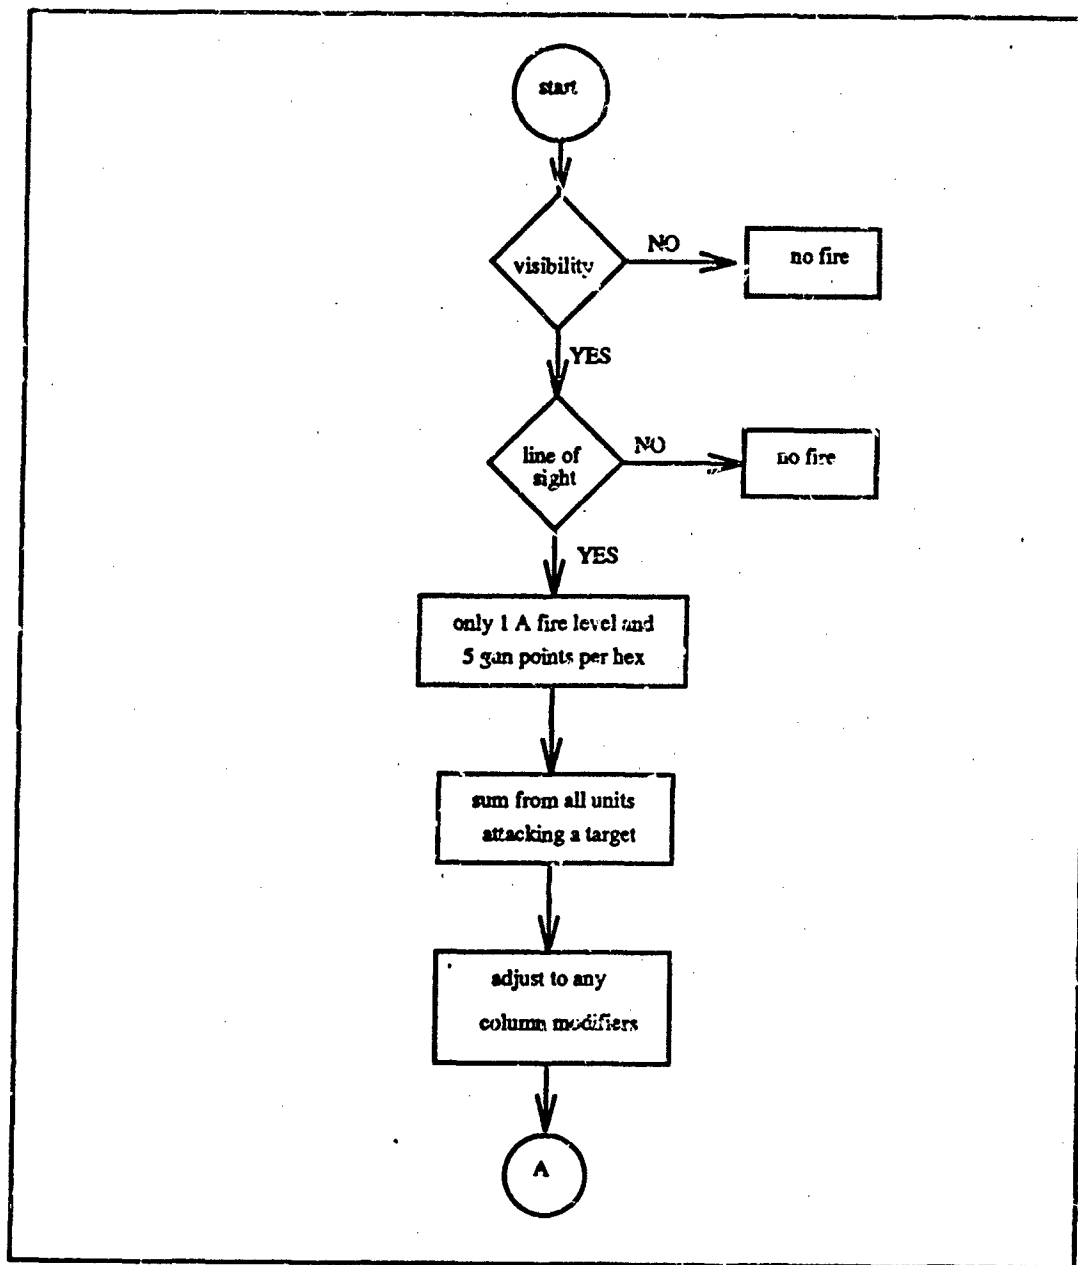 start
visibility
NO
no fire
YES
line of
sight
NO
no fire
YES
only 1 A fire level and
5 gun points per hex
sum from all units
attacking a target
adjust to any
column modifiers
A